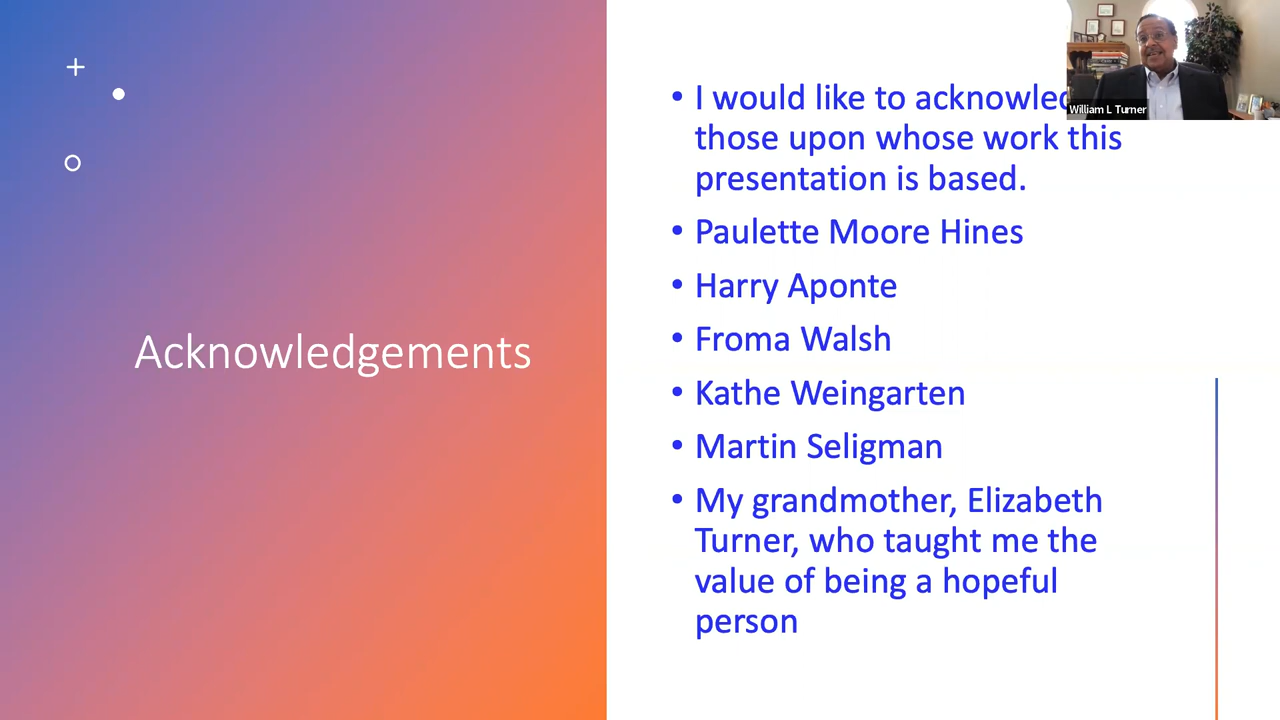 Acknowledgements
• I would like to
those upon whose work this
presentation is based.
• Paulette Moore Hines
• Harry Aponte
• Froma Walsh
• Kathe Weingarten
• Martin Seligman
• My grandmother, Elizabeth
Turner, who taught me the
value of being a hopeful
person
William L Turner